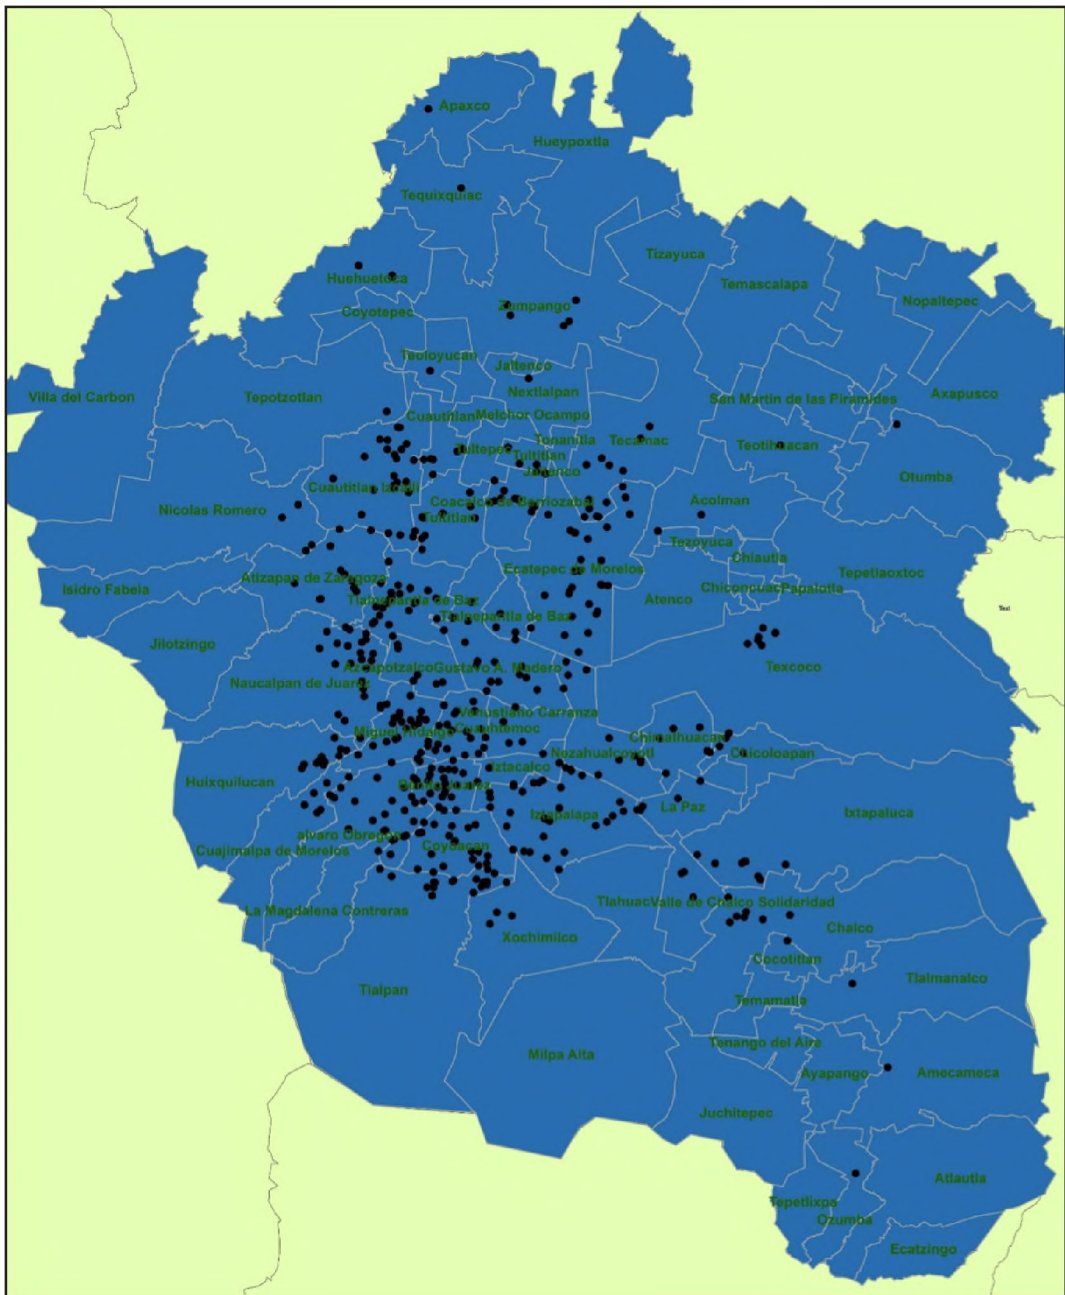 Apaxco
Hueypoxtla
Tequixquiac
Tizayuca
Huehuetoca
Temascalapa
Nopaltepec
Coyotepec
Zumpango
Teoloyucan
Jaltenco
Nextlalpan
Villa del Carbon
Tepotzotlan
San Martin de las Piramides
Axapusco
Cuautitlan
Melchor Ocampo
Tultepec
Tonanitla
Tecamac
Teotihuacan
Tultitlan
Jaltenco
Otumba
Cuautitlan Izcalli
Coacalco de Berriozabal
Acolman
Nicolas Romero
Tultitlan
Tezoyuca
Chiautla
Ecatepec de Morelos
Tepetlaoxtoc
Atizapan de Zaragoza
Isidro Fabela
Chiconcuac
Papalotla
Tlalnepantla de Baz
Atenco
Tlalnepantla de Baz
Jilotzingo
Azcapotzalco
Gustavo A. Madero
Texcoco
Naucalpan de Juarez
Venustiano Carranza
Miguel Hidalgo
Cuauhtemoc
Chimalhuacan
Nezahualcoyotl
Chicoloapan
Iztacalco
Huixquilucan
Benito Juarez
La Paz
Iztapalapa
Ixtapaluca
alvaro Obregon
Cuajimalpa de Morelos
Coyoacan
Tlahuac
Valle de Chalco Solidaridad
La Magdalena Contreras
Chalco
Xochimilco
Cocotitlan
Tlalmanalco
Tlalpan
Temamatla
Tenango del Aire
Milpa Alta
Ayapango
Amecameca
Juchitepec
Atlautla
Tepetlixpa
Ozumba
Ecatzingo